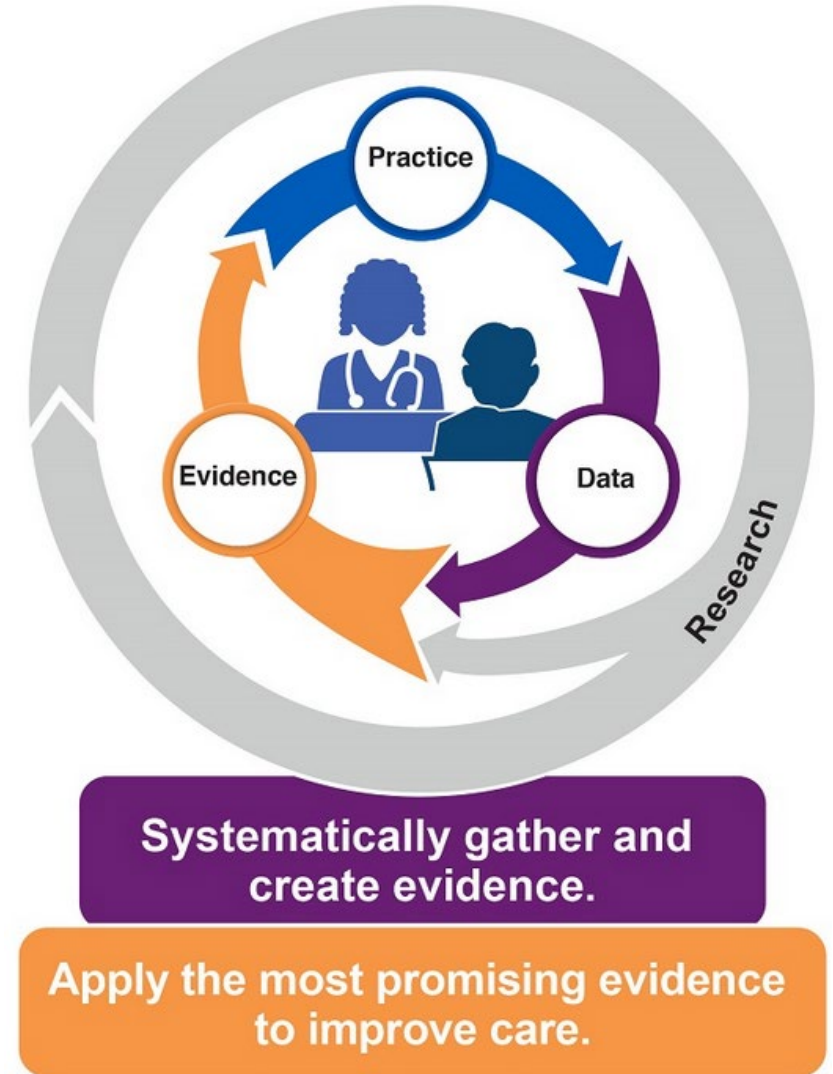 Practice
Evidence
Data
Research
Systematically gather and
create evidence.
Apply the most promising evidence
to improve care.